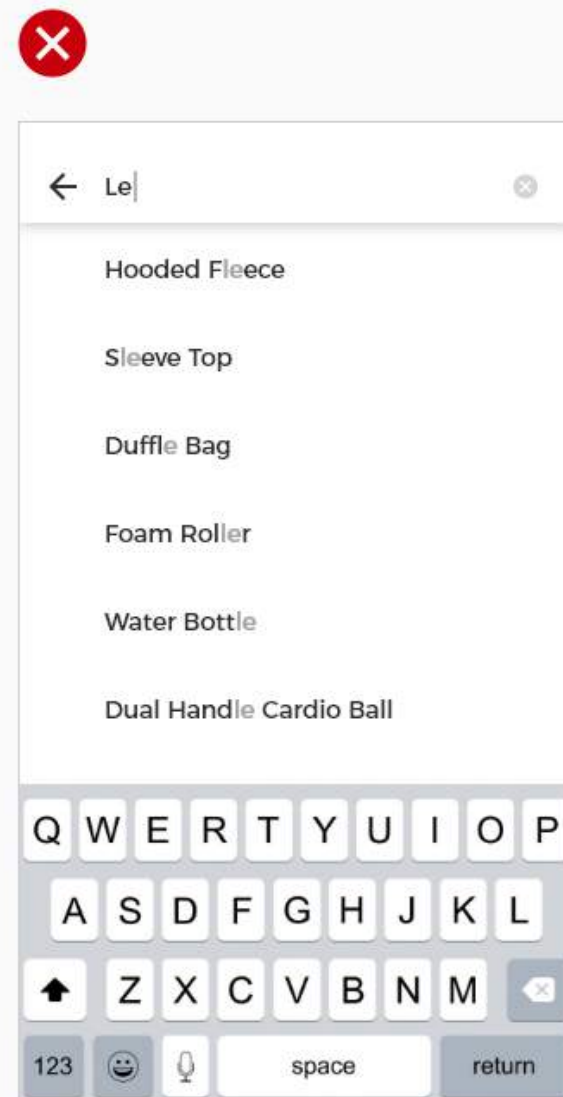 Le
Hooded Fleece
Sleeve Top
Duffle Bag
Foam Roller
Water Bottle
Dual Handle Cardio Ball
Q W E R T Y U I O P
A S D F G H J K L
Z X C V B N M
123 space return